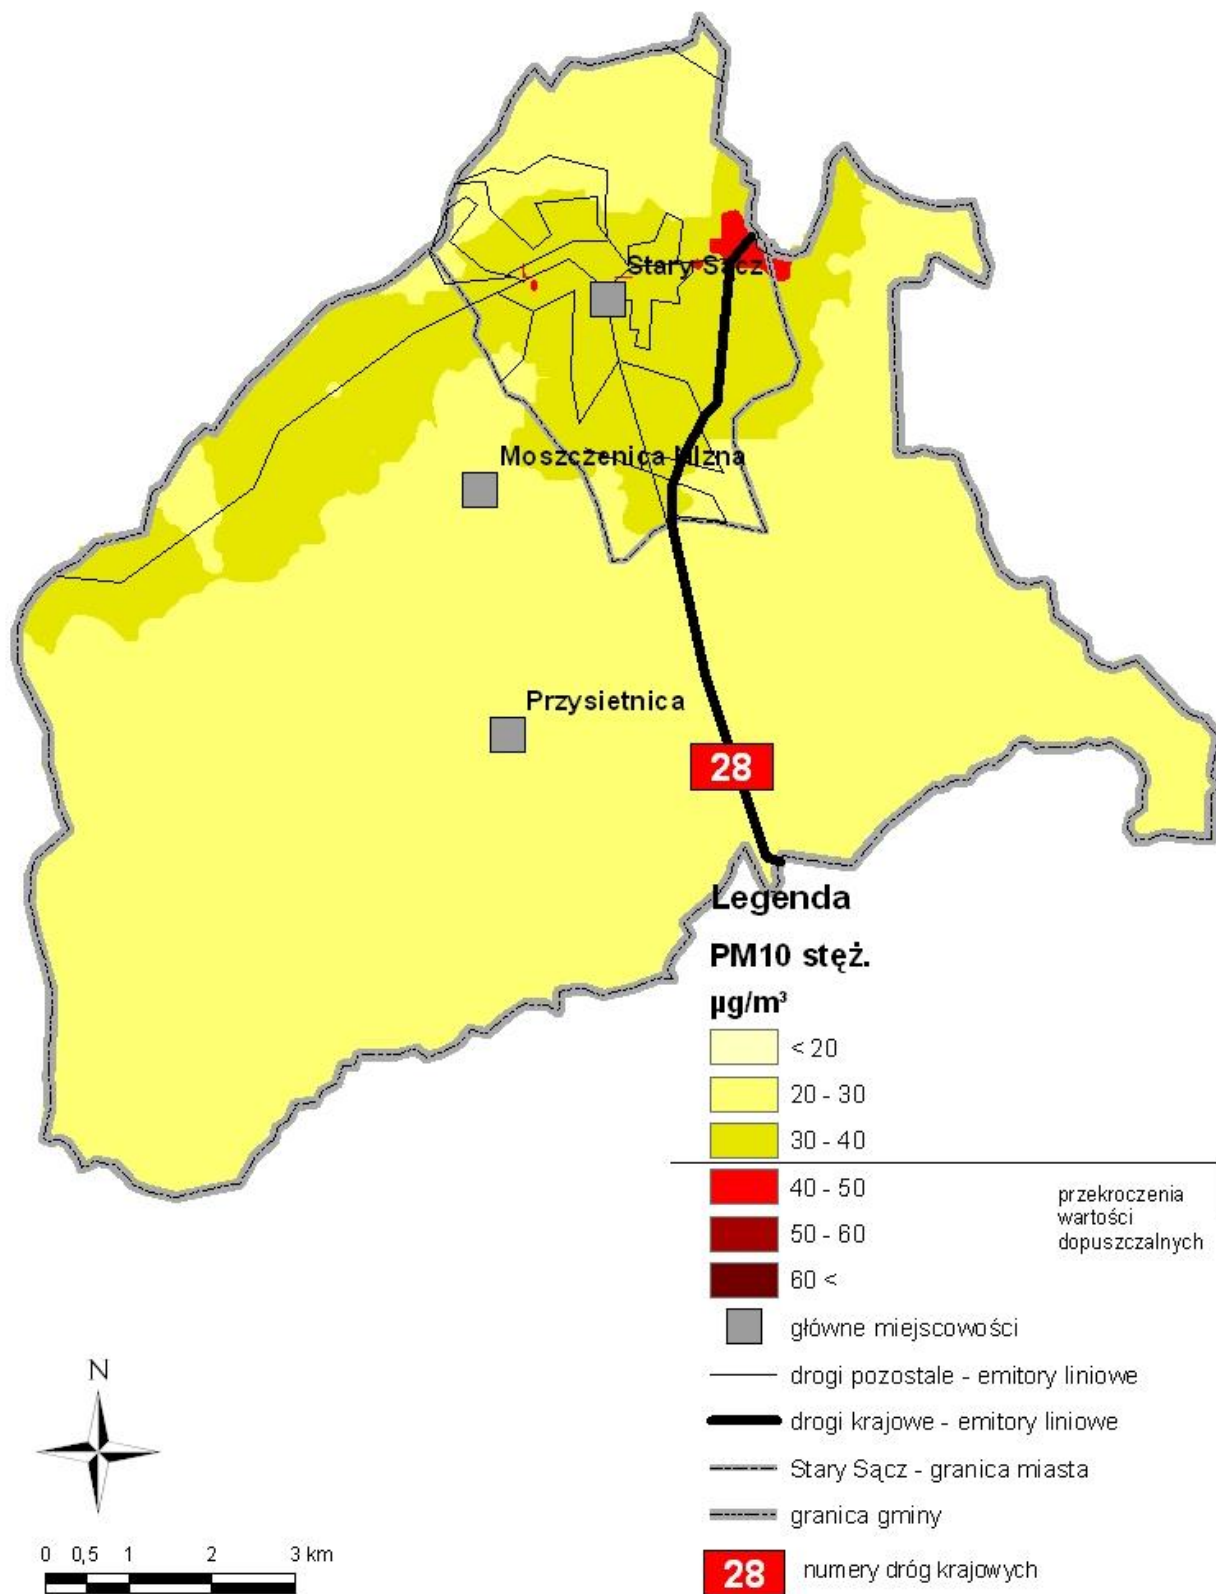 Stary Sącz
Moszczenica Niżna
Przysietnica
28
Legenda
PM10 stęż.
µg/m³
< 20
20 - 30
30 - 40
40 - 50
50 - 60
60 <
przekroczenia
wartości
dopuszczalnych
główne miejscowości
drogi pozostałe - emitory liniowe
drogi krajowe - emitory liniowe
Stary Sącz - granica miasta
granica gminy
28 numery dróg krajowych
N
0 0,5 1 2 3 km